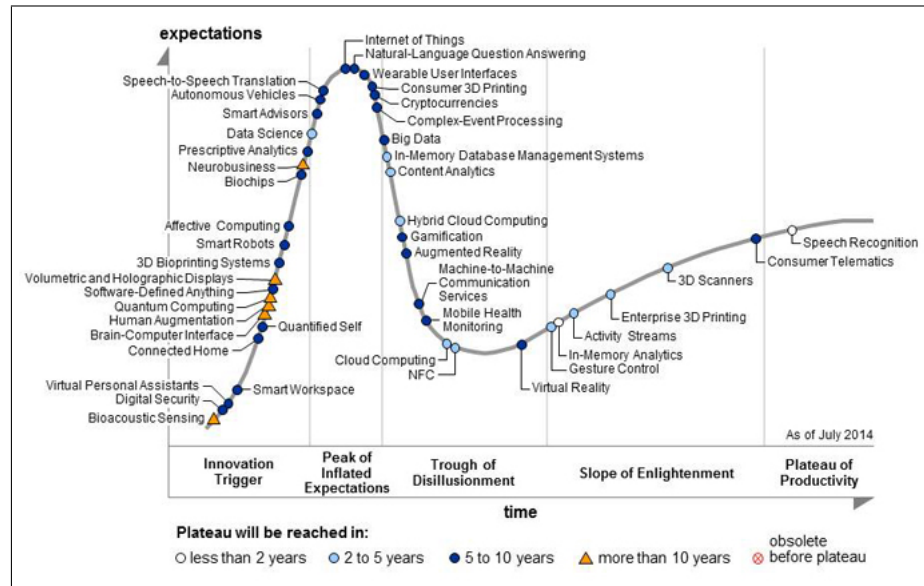 expectations
Internet of Things
Natural-Language Question Answering
Wearable User Interfaces
Speech-to-Speech Translation
Consumer 3D Printing
Autonomous Vehicles
Cryptocurrencies
Smart Advisors
Complex-Event Processing
Data Science
Big Data
Prescriptive Analytics
In-Memory Database Management Systems
Neurobusiness
Content Analytics
Biochips
Hybrid Cloud Computing
Affective Computing
Gamification
Speech Recognition
Smart Robots
Augmented Reality
Consumer Telematics
3D Bioprinting Systems
Machine-to-Machine
Communication
Services
Volumetric and Holographic Displays
3D Scanners
Software-Defined Anything
Quantum Computing
Mobile Health
Monitoring
Human Augmentation
Quantified Self
Enterprise 3D Printing
Brain-Computer Interface
Activity Streams
Connected Home
Cloud Computing
In-Memory Analytics
NFC
Gesture Control
Virtual Personal Assistants
Smart Workspace
Virtual Reality
Digital Security
Bioacoustic Sensing
As of July 2014
Innovation
Trigger
Peak of
Inflated
Expectations
Trough of
Disillusionment
Slope of Enlightenment
Plateau of
Productivity
time
Plateau will be reached in:
less than 2 years
2 to 5 years
5 to 10 years
more than 10 years
obsolete
before plateau